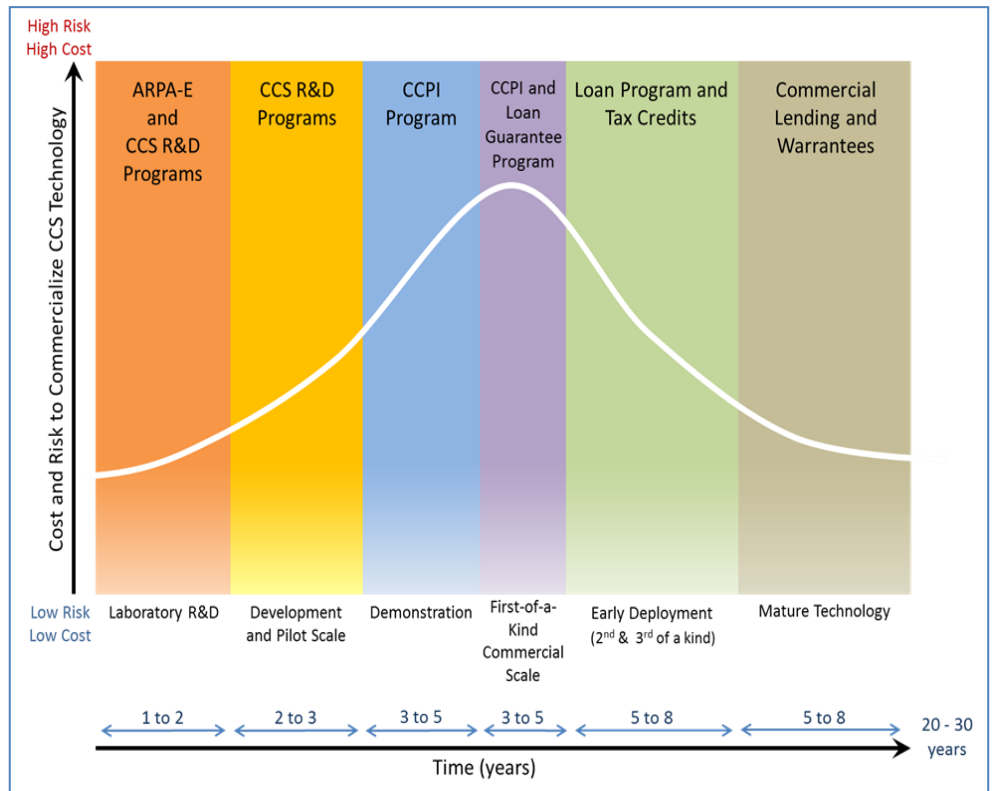 High Risk
High Cost
Cost and Risk to Commercialize CCS Technology
ARPA-E
and
CCS R&D
Programs
CCS R&D
Programs
CCPI
Program
CCPI and
Loan
Guarantee
Program
Loan Program and
Tax Credits
Commercial
Lending and
Warrantees
Low Risk
Low Cost
Laboratory R&D
Development
and Pilot Scale
Demonstration
First-of-a-
Kind
Commercial
Scale
Early Deployment
(2nd & 3rd of a kind)
Mature Technology
1 to 2
2 to 3
3 to 5
3 to 5
5 to 8
5 to 8
20 - 30
years
Time (years)